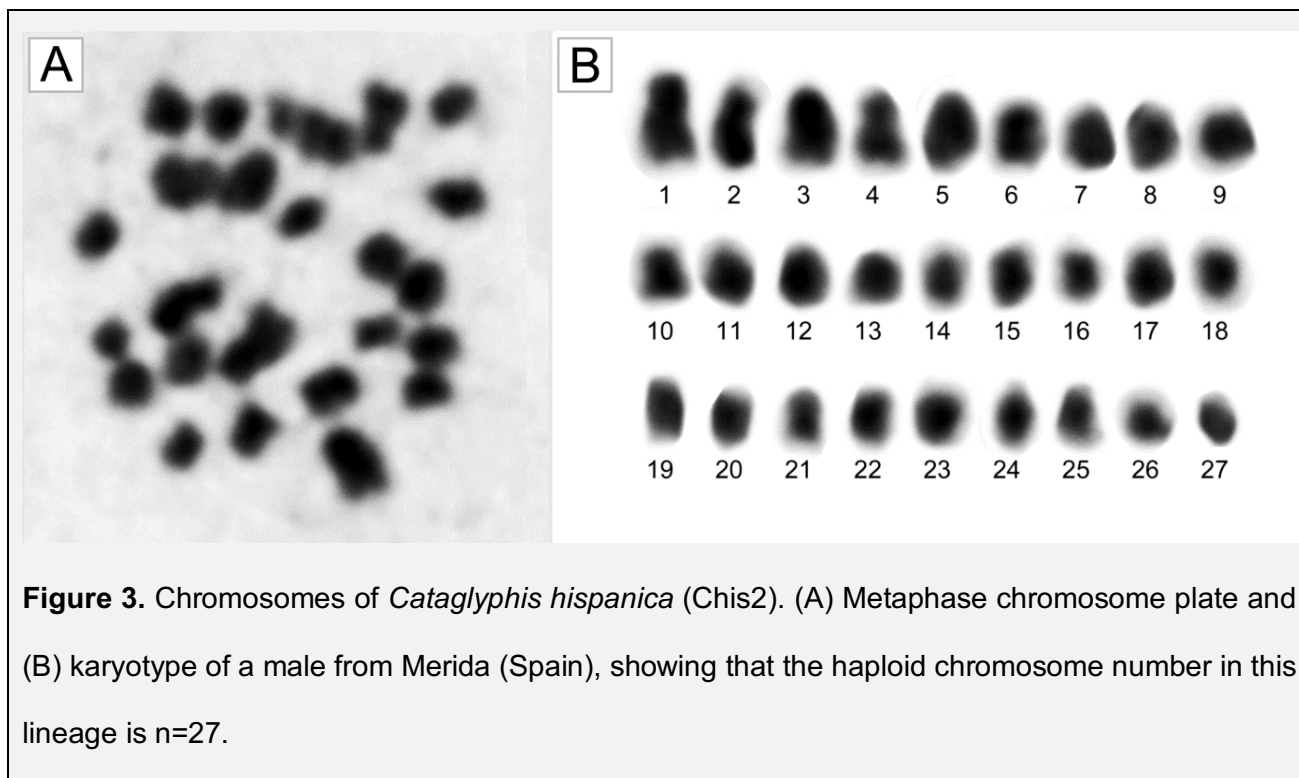 A
B
1 2 3 4 5 6 7 8 9
10 11 12 13 14 15 16 17 18
19 20 21 22 23 24 25 26 27
Figure 3. Chromosomes of Cataglyphis hispanica (Chis2). (A) Metaphase chromosome plate and
(B) karyotype of a male from Merida (Spain), showing that the haploid chromosome number in this
lineage is n=27.